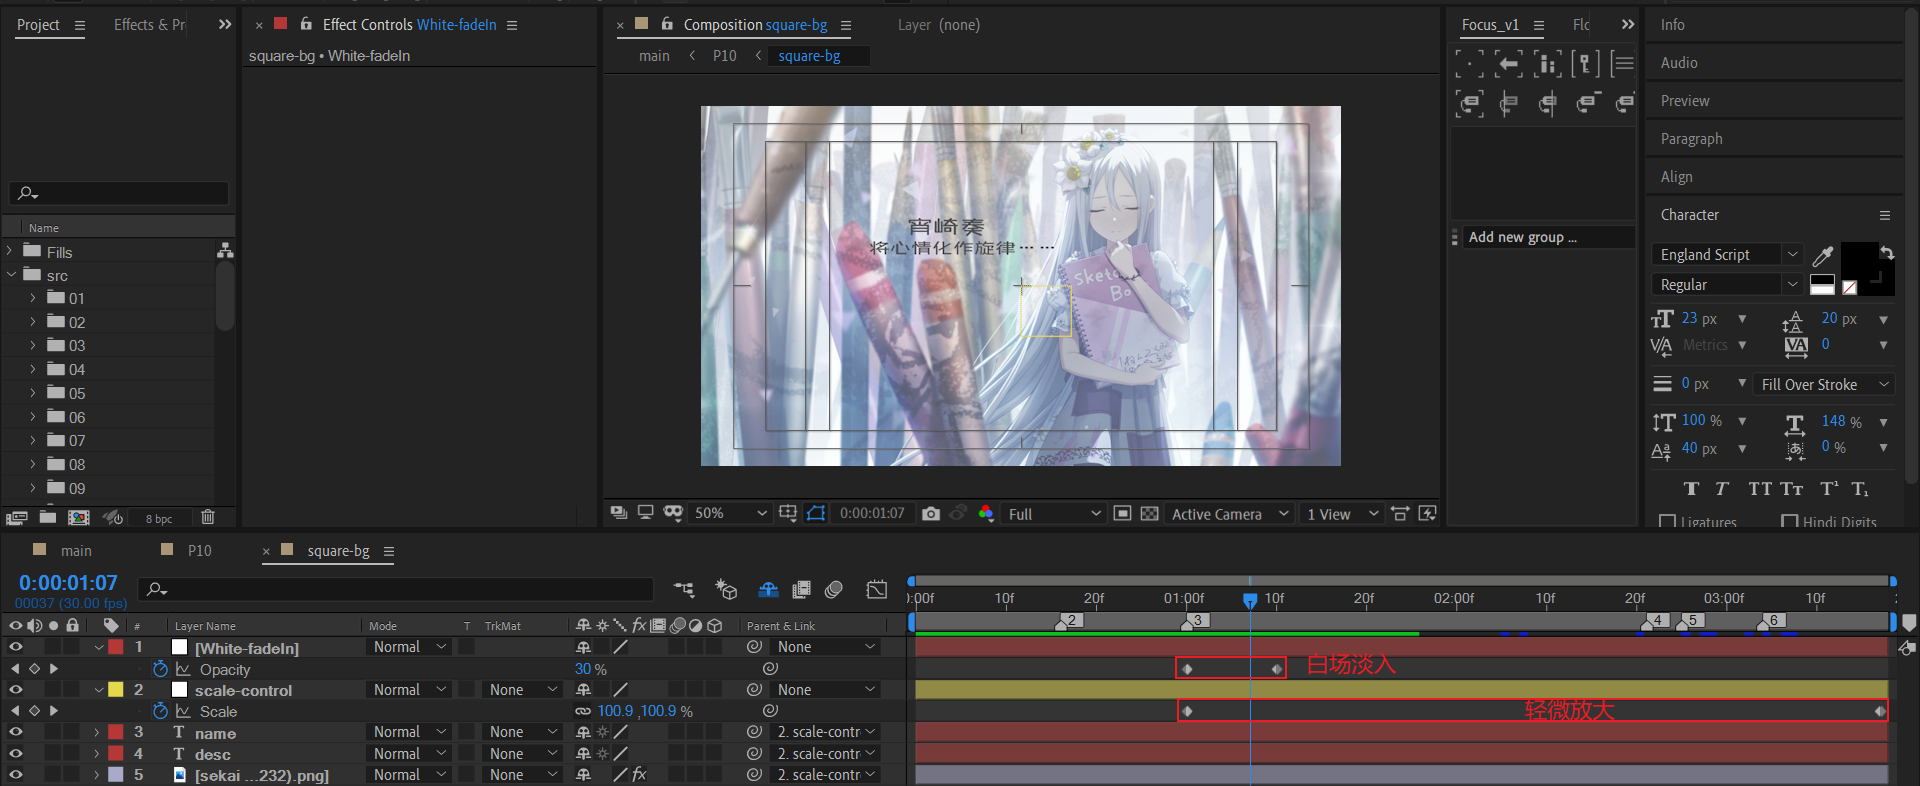 Project
Effects & Pr
Effect Controls White-fadeIn
Composition square-bg
Layer (none)
Focus_v1
Info
square-bg • White-fadeIn
main
P10
square-bg
Audio
Preview
Paragraph
Align
Character
Name
Fills
src
01
02
03
04
05
06
07
08
09
8 bpc
宵崎奏
将心情化作旋律……
Sketch
Bo
50%
0:00:01:07
Full
Active Camera
1 View
Add new group ...
England Script
Regular
23 px
20 px
Metrics
0
0 px
Fill Over Stroke
100 %
148 %
40 px
0 %
Ligatures
Hindi Digits
main
P10
square-bg
0:00:01:07
00037 (30.00 fps)
):00f
10f
20f
01:00f
10f
20f
02:00f
10f
20f
03:00f
10f
2
3
4
5
6
#
Layer Name
Mode
T
TrkMat
Parent & Link
1
[White-fadeIn]
Normal
None
Opacity
30 %
白场淡入
2
scale-control
Normal
None
None
Scale
100.9 ,100.9 %
轻微放大
3
T
name
Normal
None
2. scale-contr
4
T
desc
Normal
None
2. scale-contr
5
[sekai ...232).png]
Normal
None
2. scale-contr